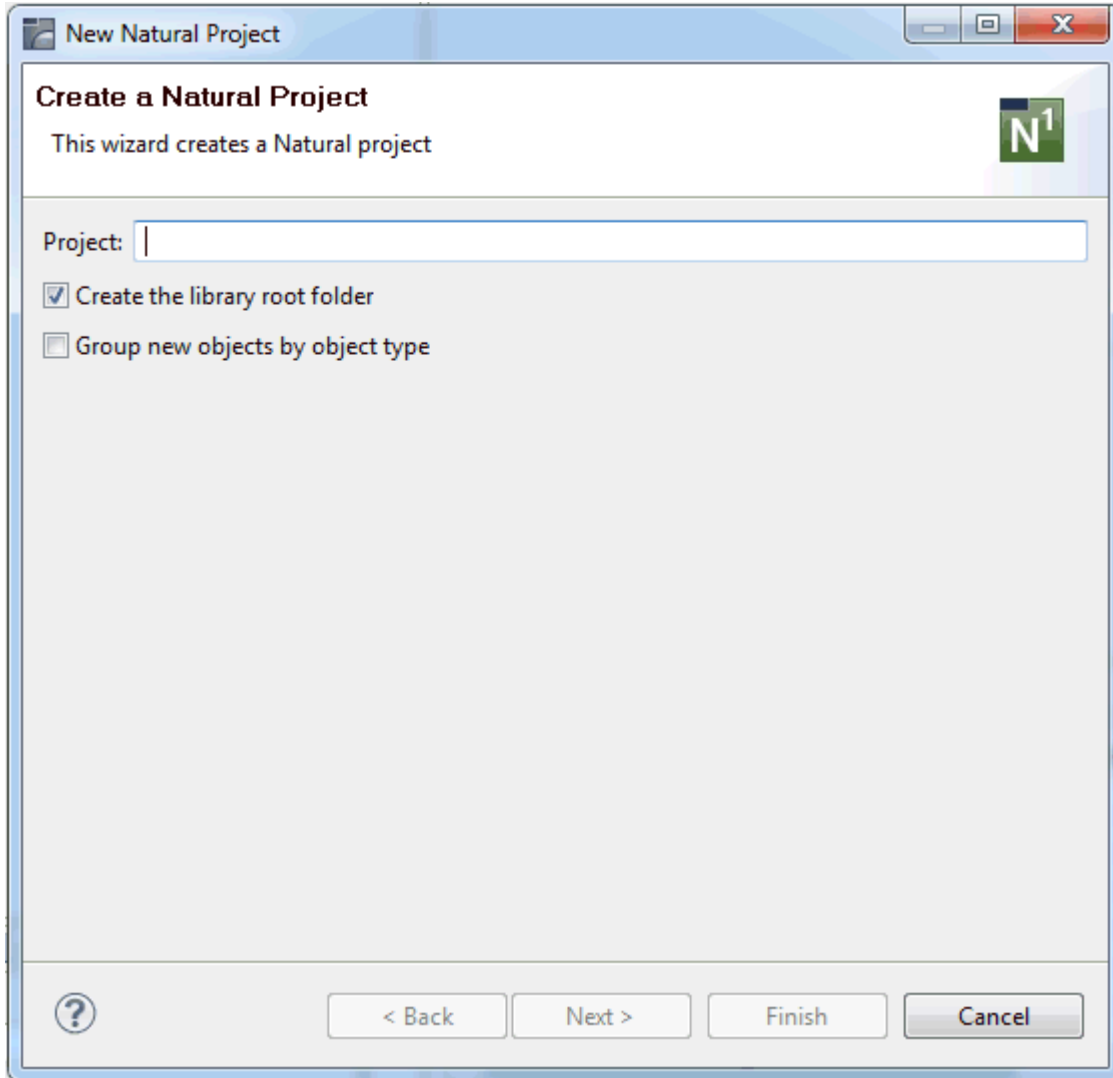 New Natural Project
Create a Natural Project
This wizard creates a Natural project
N1
Project:
Create the library root folder
Group new objects by object type
?
< Back
Next >
Finish
Cancel